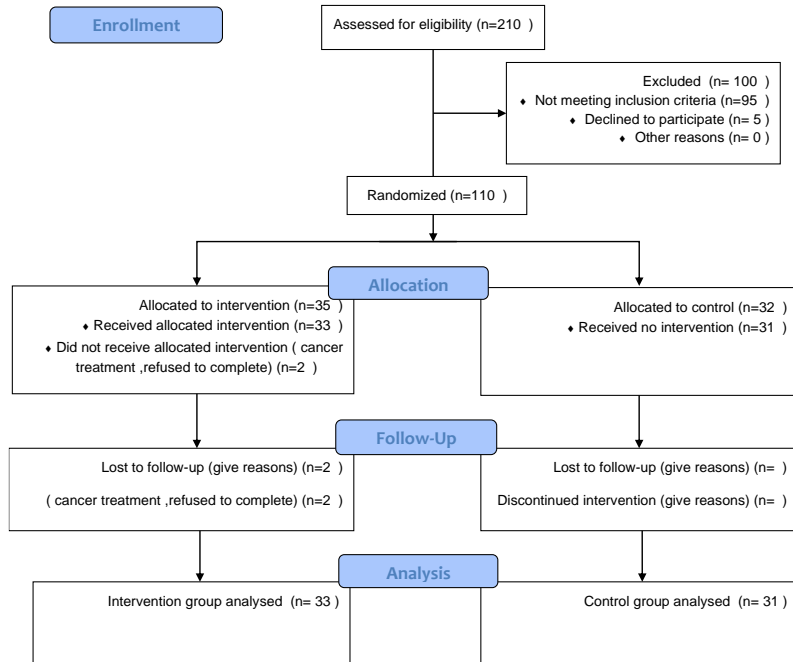 Enrollment
Assessed for eligibility (n=210 )
Excluded (n= 100 )
♦ Not meeting inclusion criteria (n=95 )
♦ Declined to participate (n= 5 )
♦ Other reasons (n= 0 )
Randomized (n=110 )
Allocation
Allocated to intervention (n=35 )
♦ Received allocated intervention (n=33 )
♦ Did not receive allocated intervention ( cancer
treatment ,refused to complete) (n=2 )
Allocated to control (n=32 )
♦ Received no intervention (n=31 )
Follow-Up
Lost to follow-up (give reasons) (n=2 )
( cancer treatment ,refused to complete) (n=2 )
Lost to follow-up (give reasons) (n= )
Discontinued intervention (give reasons) (n= )
Analysis
Intervention group analysed (n= 33 )
Control group analysed (n= 31 )